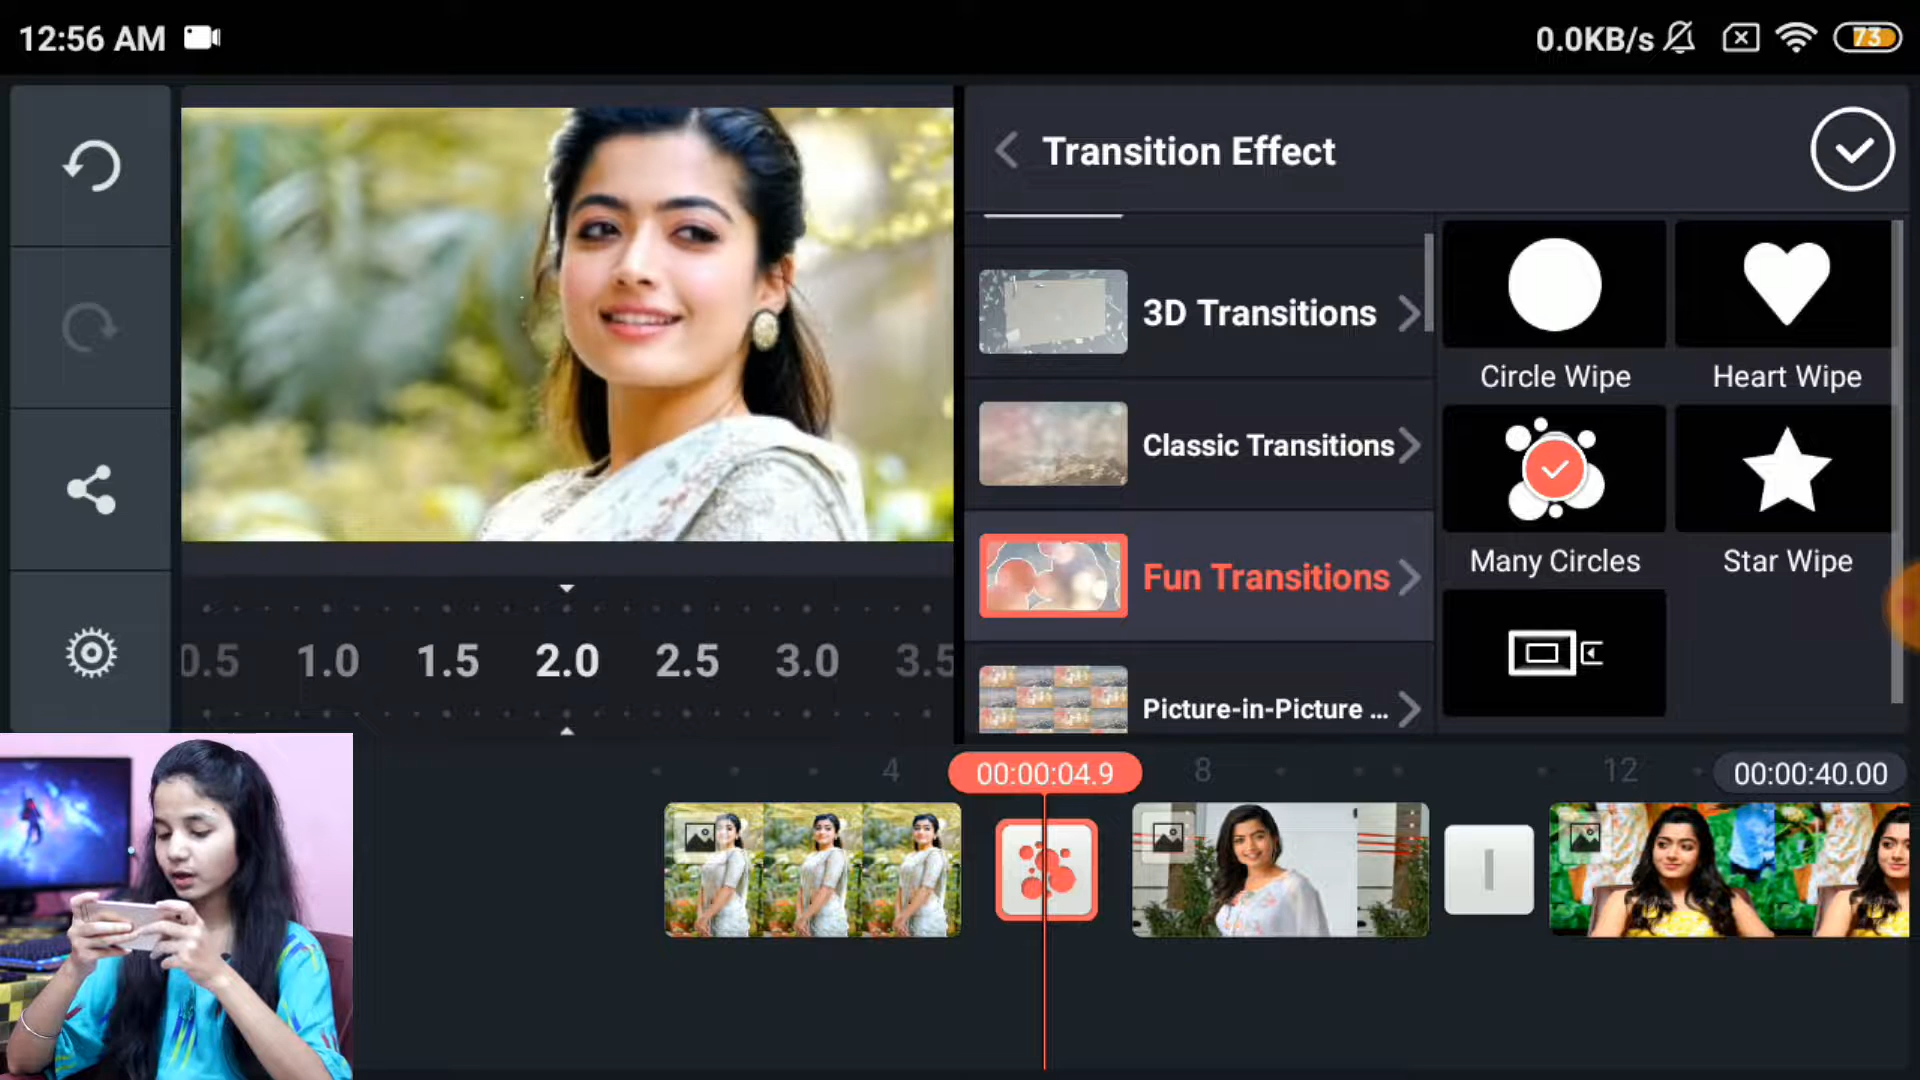 12:56 AM
0.0KB/s
73
Transition Effect
3D Transitions
Classic Transitions
Fun Transitions
Picture-in-Picture ...
Circle Wipe
Heart Wipe
Many Circles
Star Wipe
0.5 1.0 1.5 2.0 2.5 3.0 3.5
4
00:00:04.9
8
12
00:00:40.00